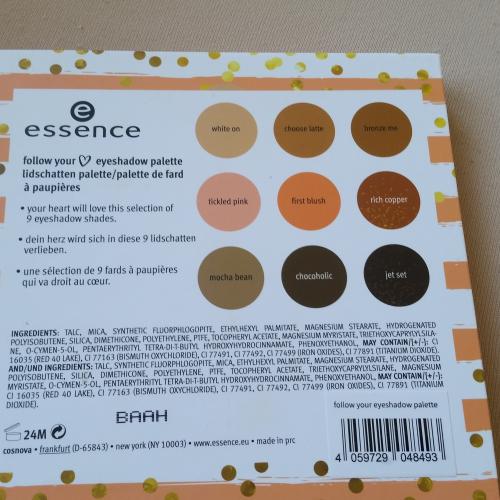 essence
white on
choose latte
bronze me
follow your ♡ eyeshadow palette
lidschatten palette/palette de fard
à paupières
tickled pink
first blush
rich copper
• your heart will love this selection of
9 eyeshadow shades.
• dein herz wird sich in diese 9 lidschatten
verlieben.
• une sélection de 9 fards à paupières
qui va droit au cœur.
mocha bean
chocoholic
jet set
INGREDIENTS: TALC, MICA, SYNTHETIC FLUORPHLOGOPITE, ETHYLHEXYL PALMITATE, MAGNESIUM STEARATE, HYDROGENATED
POLYISOBUTENE, SILICA, DIMETHICONE, POLYETHYLENE, PTFE, TOCOPHERYL ACETATE, MAGNESIUM MYRISTATE, TRIETHOXYCAPRYLYLSILA-
NE, O-CYMEN-5-OL, PENTAERYTHRITYL TETRA-DI-T-BUTYL HYDROXYHYDROCINNAMATE, PHENOXYETHANOL, MAY CONTAIN/[+/-]: CI
16035 (RED 40 LAKE), CI 77163 (BISMUTH OXYCHLORIDE), CI 77491, CI 77492, CI 77499 (IRON OXIDES), CI 77891 (TITANIUM DIOXIDE).
AND/UND INGREDIENTS: TALC, SYNTHETIC FLUORPHLOGOPITE, MICA, ETHYLHEXYL PALMITATE, MAGNESIUM STEARATE, HYDROGENATED
POLYISOBUTENE, SILICA, DIMETHICONE, POLYETHYLENE, PTFE, TOCOPHERYL ACETATE, TRIETHOXYCAPRYLYLSILANE, MAGNESIUM
MYRISTATE, O-CYMEN-5-OL, PENTAERYTHRITYL TETRA-DI-T-BUTYL HYDROXYHYDROCINNAMATE, PHENOXYETHANOL, MAY CONTAIN/[+/-]:
CI 16035 (RED 40 LAKE), CI 77163 (BISMUTH OXYCHLORIDE), CI 77491, CI 77492, CI 77499 (IRON OXIDES), CI 77891 (TITANIUM
DIOXIDE).
BAAH
follow your eyeshadow palette
24M
cosnova • frankfurt (D-65843) • new york (NY 10003) • www.essence.eu • made in prc
4 059729 048493